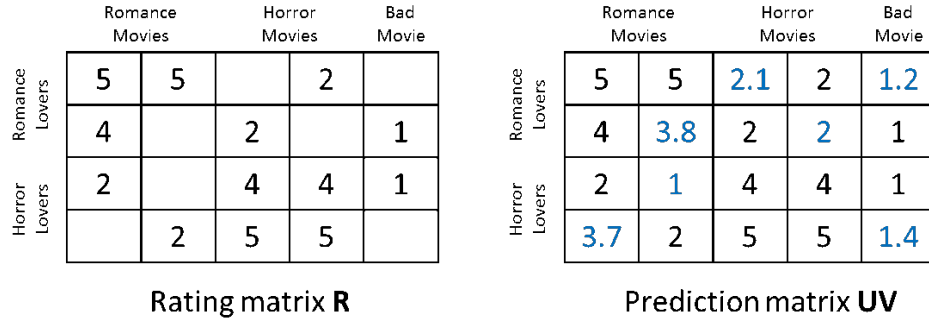 Romance Movies
Horror Movies
Bad Movie
Romance Lovers
Horror Lovers
5 5 2
4 2 1
2 4 4 1
2 5 5
Rating matrix R
Romance Movies
Horror Movies
Bad Movie
Romance Lovers
Horror Lovers
5 5 2.1 2 1.2
4 3.8 2 2 1
2 1 4 4 1
3.7 2 5 5 1.4
Prediction matrix UV